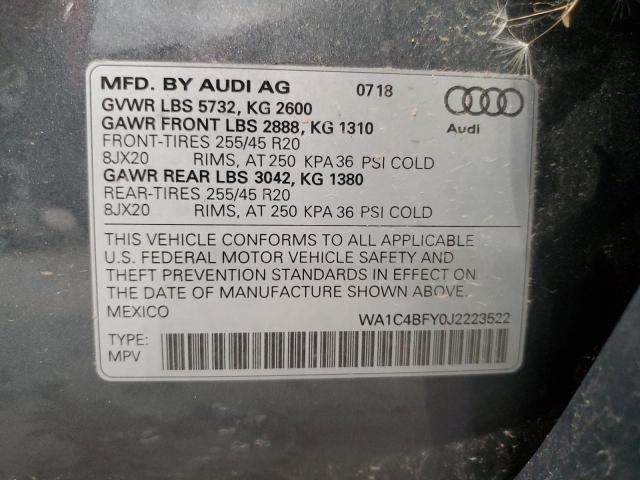 MFD. BY AUDI AG 0718
GVWR LBS 5732, KG 2600
GAWR FRONT LBS 2888, KG 1310
Audi
FRONT-TIRES 255/45 R20
8JX20 RIMS, AT 250 KPA 36 PSI COLD
GAWR REAR LBS 3042, KG 1380
REAR-TIRES 255/45 R20
8JX20 RIMS, AT 250 KPA 36 PSI COLD
THIS VEHICLE CONFORMS TO ALL APPLICABLE
U.S. FEDERAL MOTOR VEHICLE SAFETY AND
THEFT PREVENTION STANDARDS IN EFFECT ON
THE DATE OF MANUFACTURE SHOWN ABOVE.
MEXICO WA1C4BFY0J2223522
TYPE:
MPV